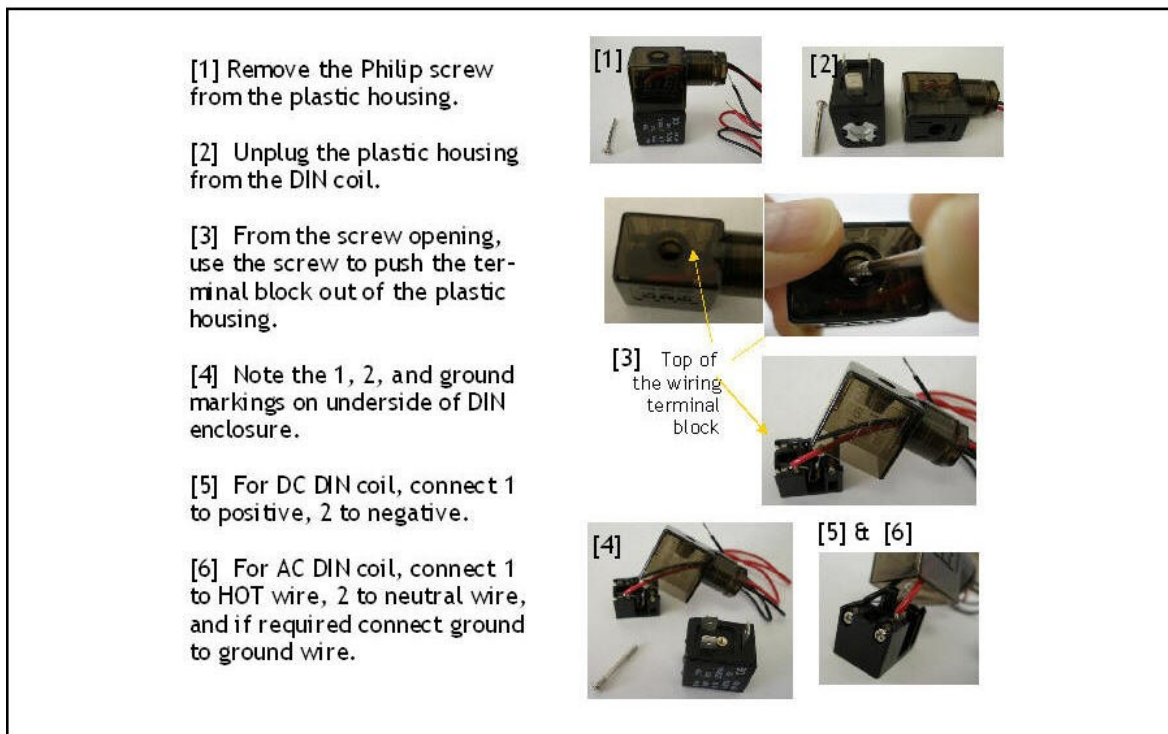 [1] Remove the Philip screw
from the plastic housing.
[2] Unplug the plastic housing
from the DIN coil.
[3] From the screw opening,
use the screw to push the ter-
minal block out of the plastic
housing.
[4] Note the 1, 2, and ground
markings on underside of DIN
enclosure.
[5] For DC DIN coil, connect 1
to positive, 2 to negative.
[6] For AC DIN coil, connect 1
to HOT wire, 2 to neutral wire,
and if required connect ground
to ground wire.
[1]
[2]
[3] Top of
the wiring
terminal
block
[4]
[5] & [6]